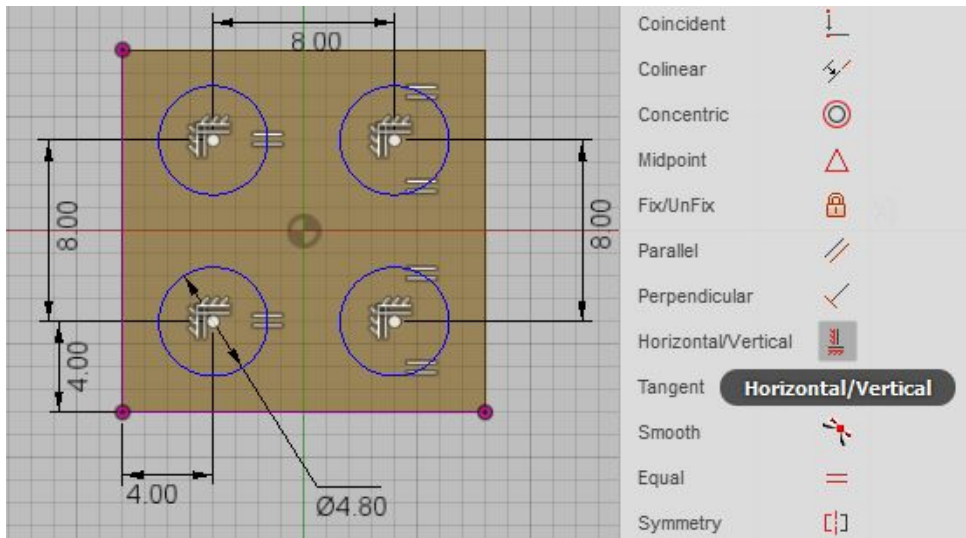 8.00
8.00
8.00
4.00
4.00
Ø4.80
Coincident
Colinear
Concentric
Midpoint
Fix/UnFix
Parallel
Perpendicular
Horizontal/Vertical
Tangent
Horizontal/Vertical
Smooth
Equal
Symmetry